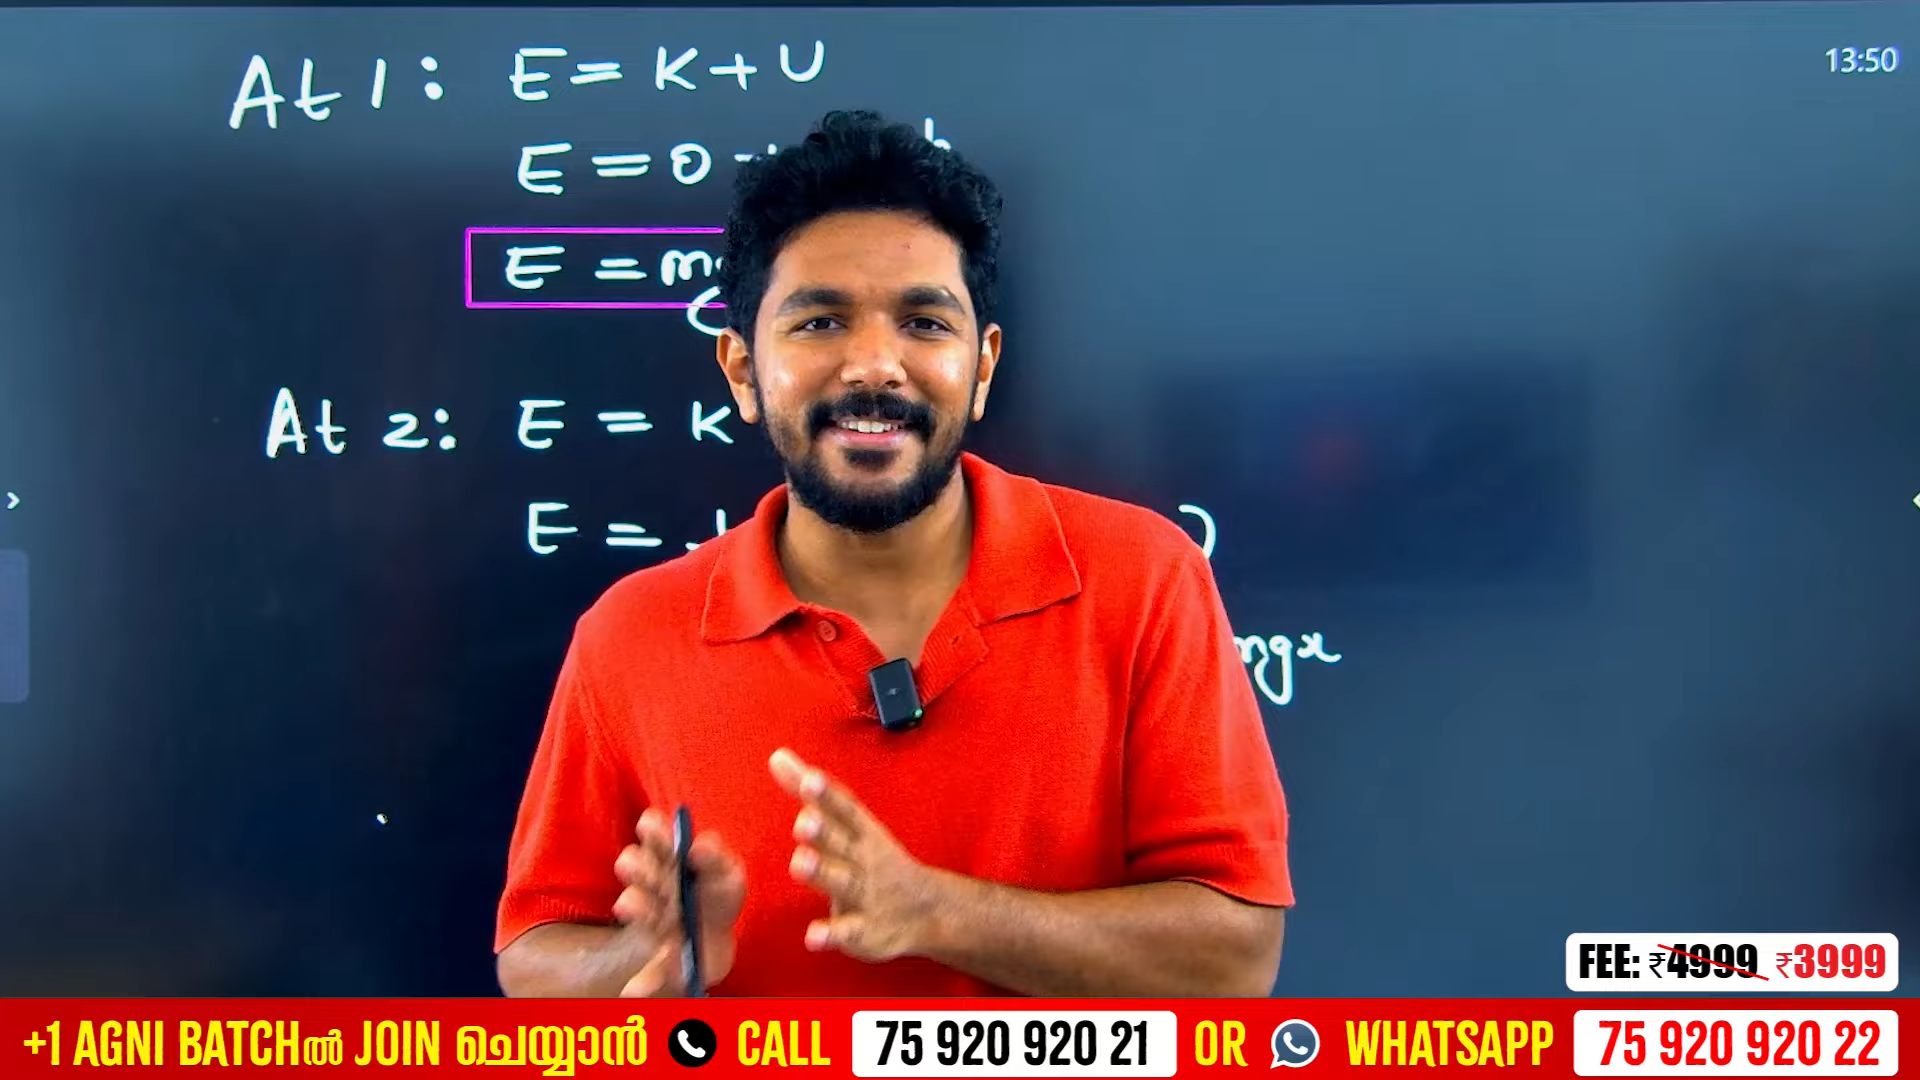 At 1: E = K + U
13:50
E = 0
E = mg
At 2: E = K
E =
mgx
FEE: ₹4999 ₹3999
+1 AGNI BATCHൽ JOIN ചെയ്യാൻ CALL 75 920 920 21 OR WHATSAPP 75 920 920 22